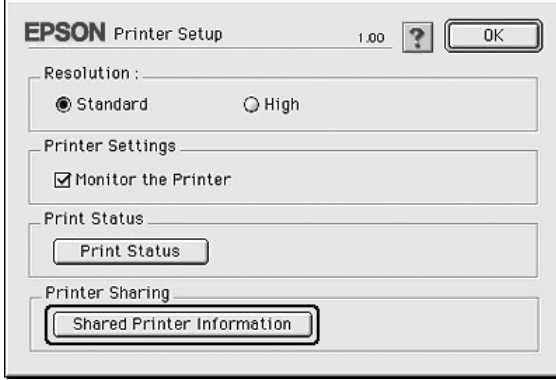 EPSON Printer Setup 1.00 ? OK
Resolution :
Standard High
Printer Settings
Monitor the Printer
Print Status
Print Status
Printer Sharing
Shared Printer Information